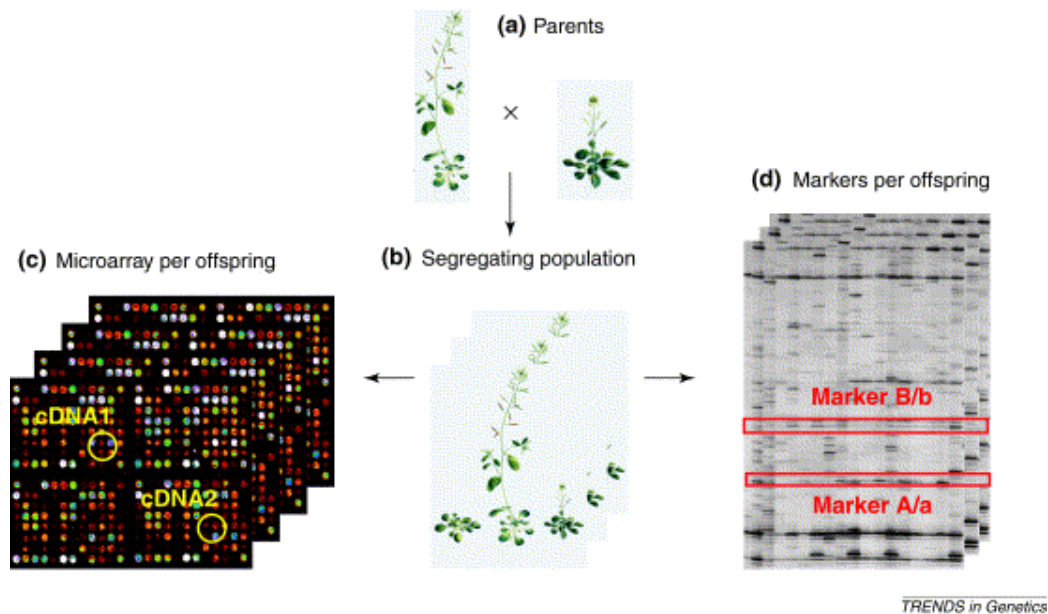 (a) Parents
×
(d) Markers per offspring
(c) Microarray per offspring
(b) Segregating population
cDNA1
cDNA2
Marker B/b
Marker A/a
TRENDS in Genetics